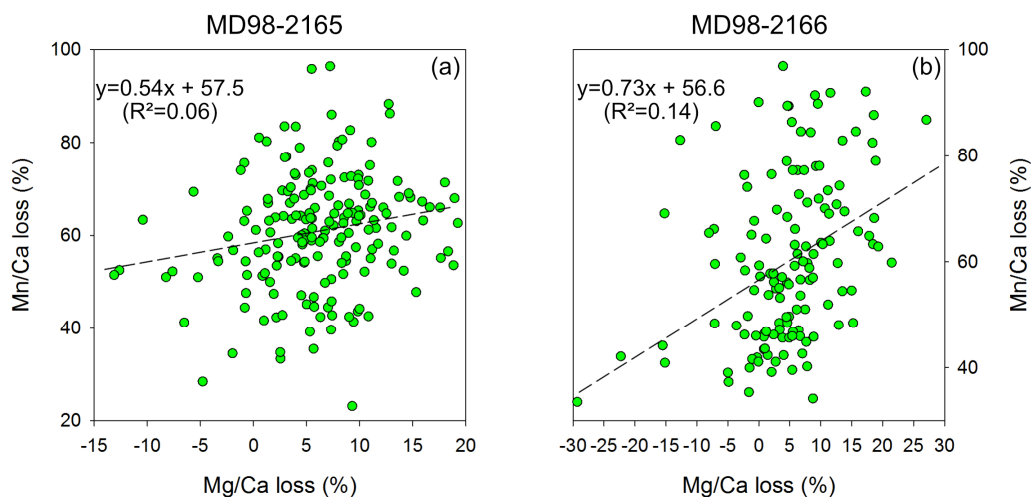 MD98-2165
MD98-2166
100
80
60
40
20
Mn/Ca loss (%)
y=0.54x + 57.5
(R²=0.06)
(a)
-15 -10 -5 0 5 10 15 20
Mg/Ca loss (%)
y=0.73x + 56.6
(R²=0.14)
(b)
100
80
60
40
Mn/Ca loss (%)
-30 -25 -20 -15 -10 -5 0 5 10 15 20 25 30
Mg/Ca loss (%)